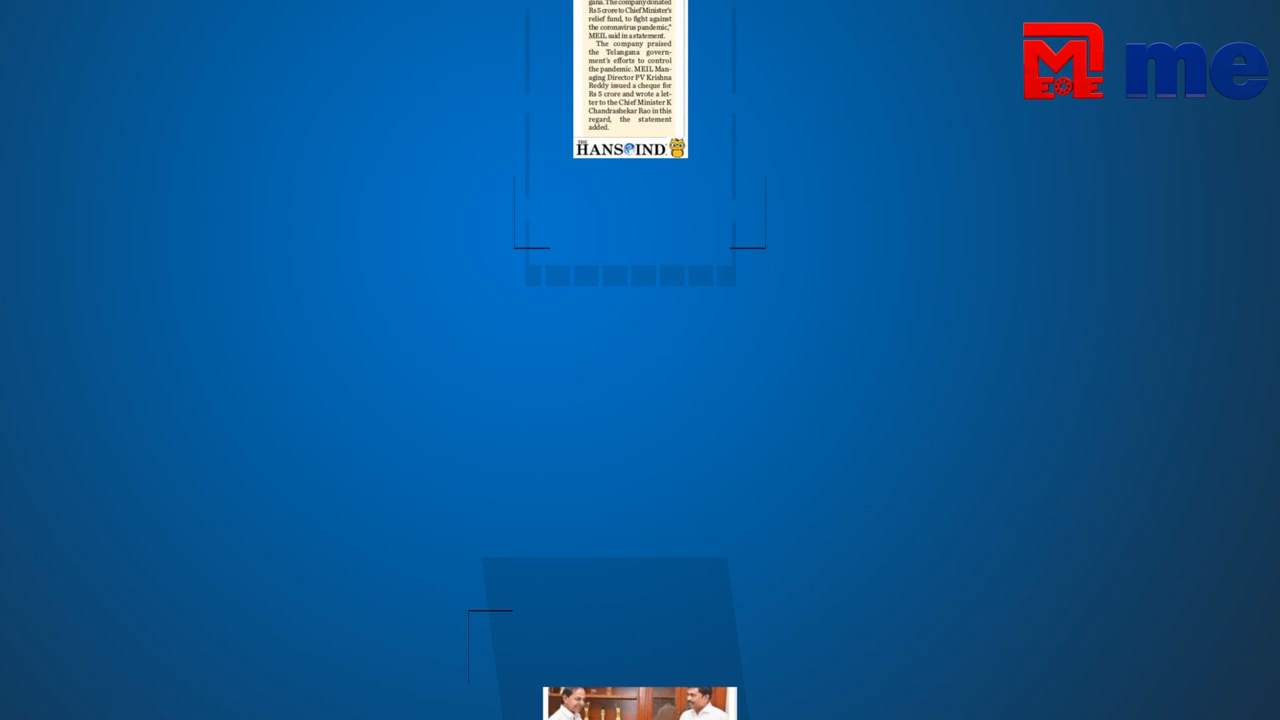 gana. The company donated
Rs 5 crore to Chief Minister's
relief fund, to fight against
the coronavirus pandemic,"
MEIL said in a statement.
The company praised
the Telangana govern-
ment's efforts to control
the pandemic. MEIL Man-
aging Director PV Krishna
Reddy issued a cheque for
Rs 5 crore and wrote a let-
ter to the Chief Minister K
Chandrashekar Rao in this
regard, the statement
added.
THE
HANS IND
me